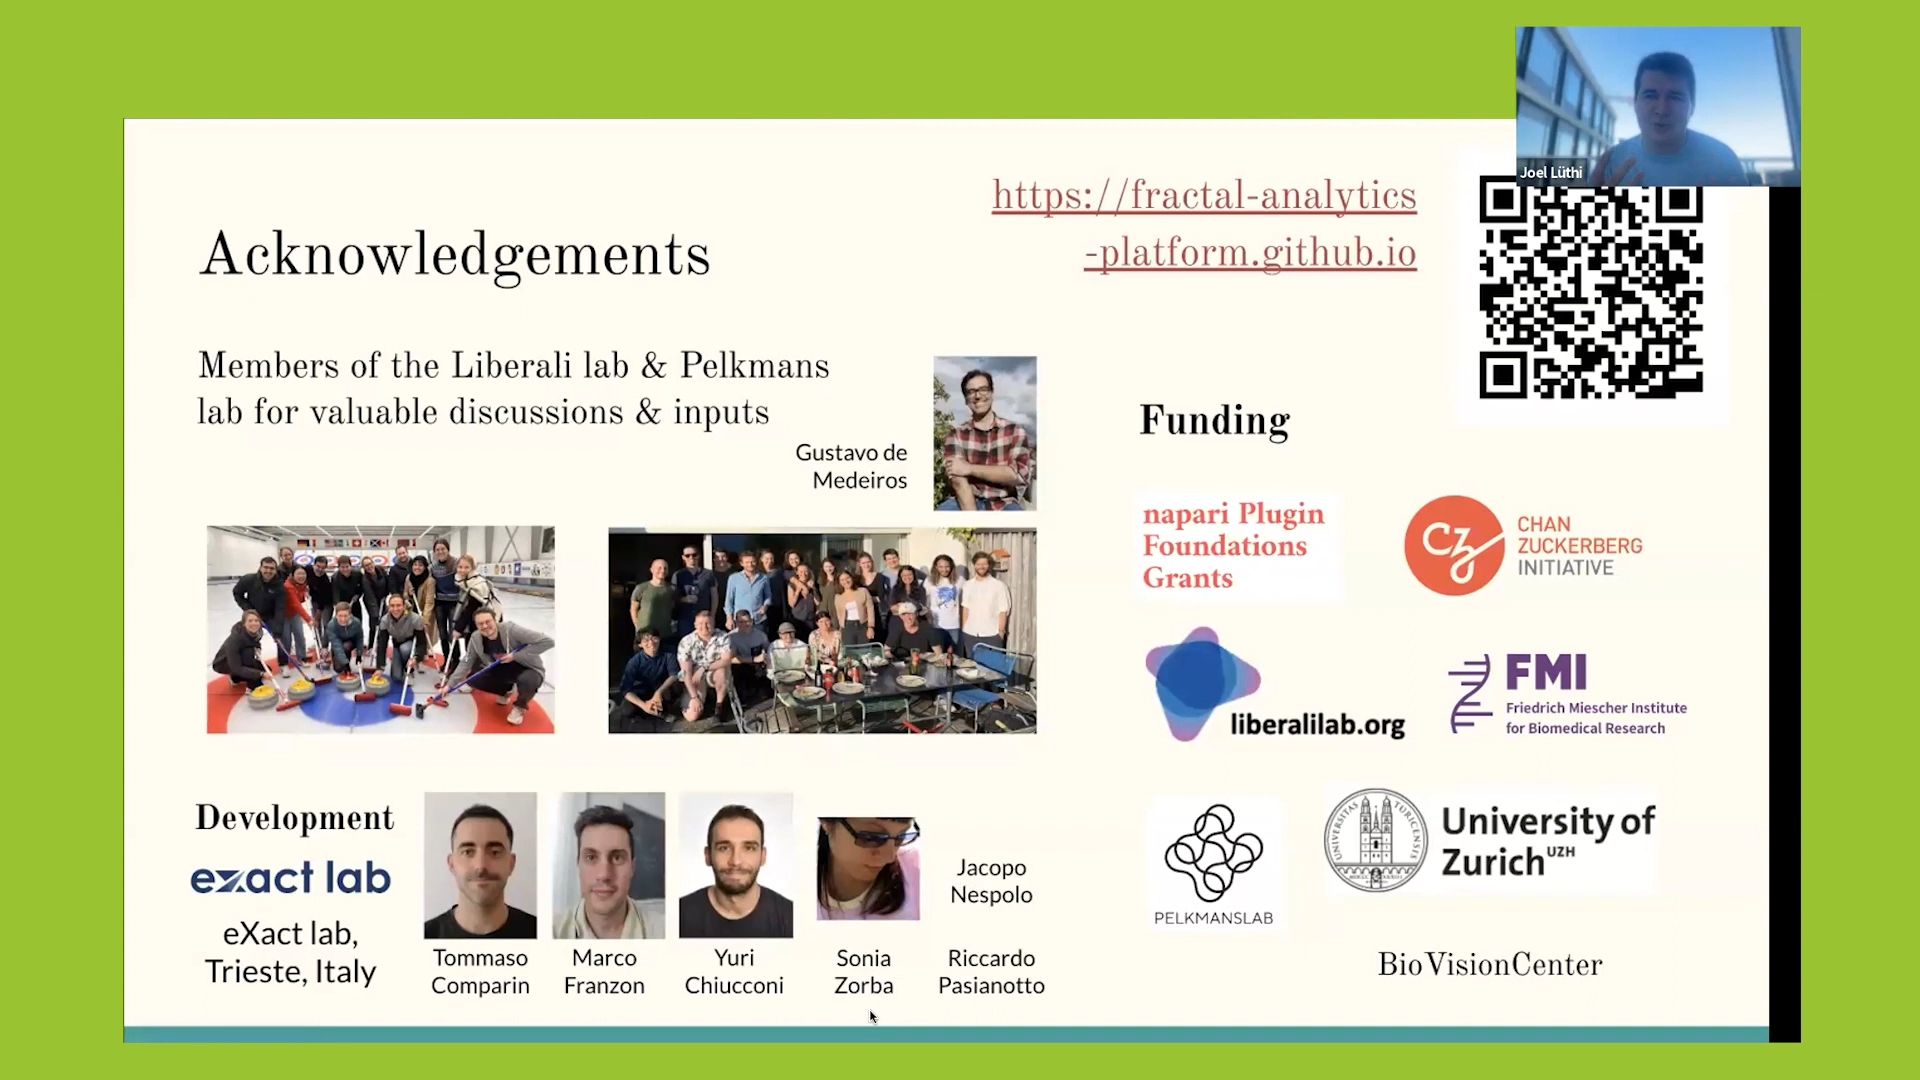 Joel Lüthi
https://fractal-analytics
-platform.github.io
Acknowledgements
Members of the Liberali lab & Pelkmans
lab for valuable discussions & inputs
Gustavo de
Medeiros
Funding
napari Plugin
Foundations
Grants
CZ
CHAN
ZUCKERBERG
INITIATIVE
liberalilab.org
FMI
Friedrich Miescher Institute
for Biomedical Research
PELKMANSLAB
University of
Zurich UZH
BioVisionCenter
Development
exact lab
eXact lab,
Trieste, Italy
Tommaso
Comparin
Marco
Franzon
Yuri
Chiucconi
Sonia
Zorba
Jacopo
Nespolo
Riccardo
Pasianotto